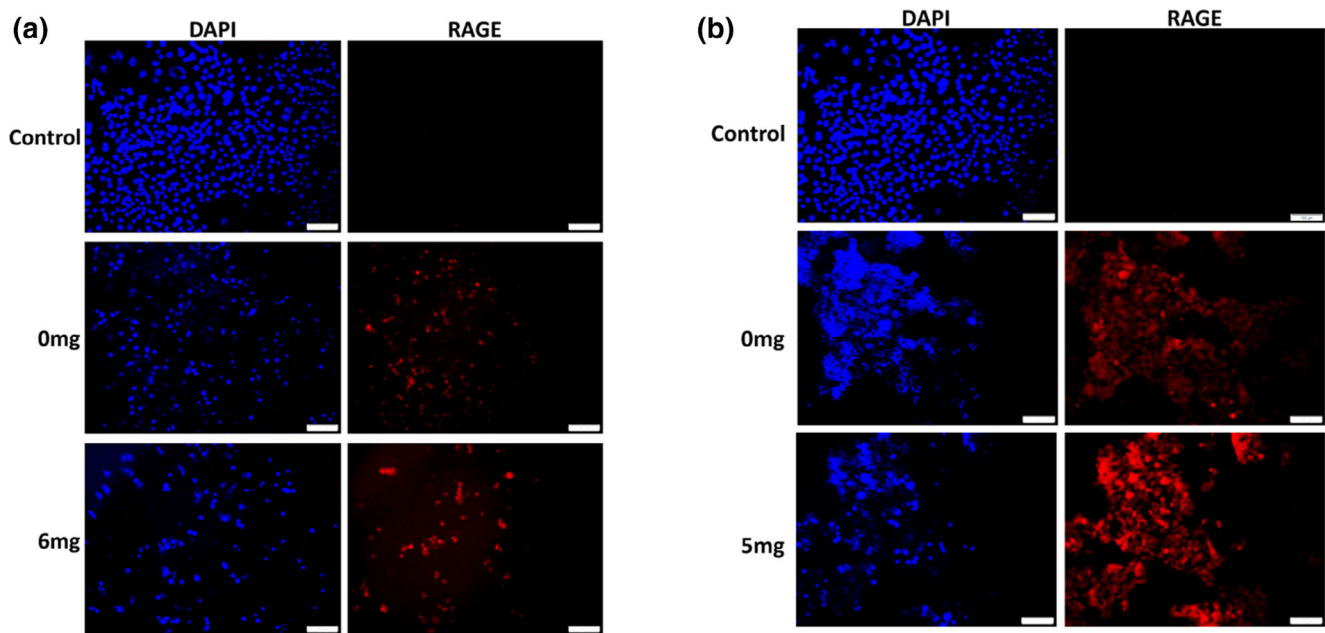 (a)
DAPI RAGE
Control
0mg
6mg
(b)
DAPI RAGE
Control
0mg
5mg